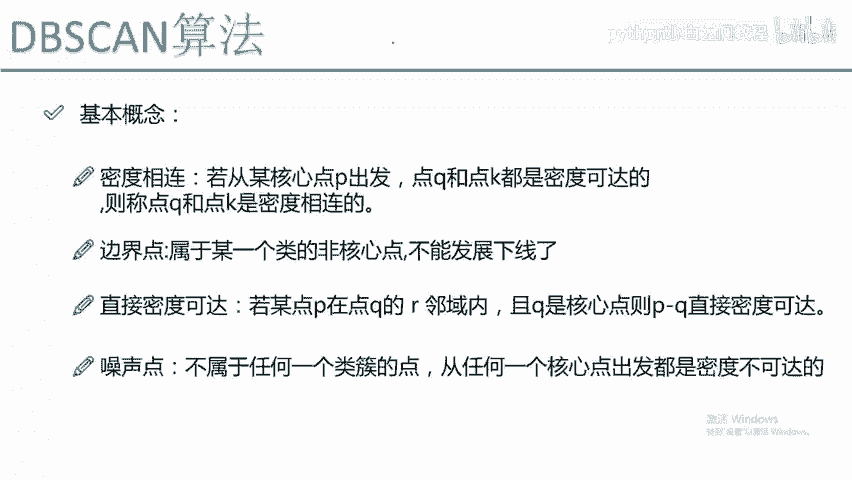 DBSCAN算法
基本概念：
密度相连：若从某核心点p出发，点q和点k都是密度可达的
,则称点q和点k是密度相连的。
边界点:属于某一个类的非核心点,不能发展下线了
直接密度可达：若某点p在点q的 r 邻域内，且q是核心点则p-q直接密度可达。
噪声点：不属于任何一个类簇的点，从任何一个核心点出发都是密度不可达的
激活 Windows
转到"设置"以激活 Windows。